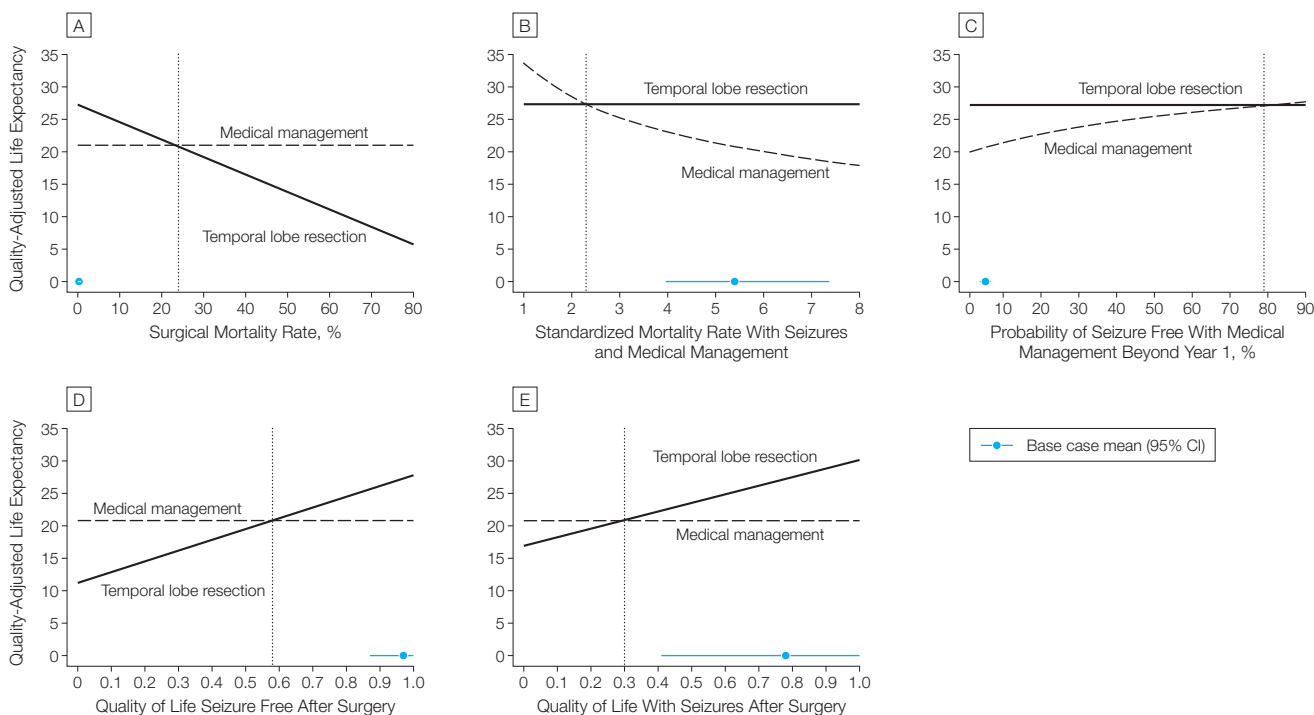 A
Quality-Adjusted Life Expectancy
35
30
25
20
15
10
5
0
Medical management
Temporal lobe resection
0 10 20 30 40 50 60 70 80
Surgical Mortality Rate, %
B
35
30
25
20
15
10
5
0
Temporal lobe resection
Medical management
1 2 3 4 5 6 7 8
Standardized Mortality Rate With Seizures
and Medical Management
C
35
30
25
20
15
10
5
0
Temporal lobe resection
Medical management
0 10 20 30 40 50 60 70 80 90
Probability of Seizure Free With Medical
Management Beyond Year 1, %
D
Quality-Adjusted Life Expectancy
35
30
25
20
15
10
5
0
Medical management
Temporal lobe resection
0 0.1 0.2 0.3 0.4 0.5 0.6 0.7 0.8 0.9 1.0
Quality of Life Seizure Free After Surgery
E
35
30
25
20
15
10
5
0
Temporal lobe resection
Medical management
0 0.1 0.2 0.3 0.4 0.5 0.6 0.7 0.8 0.9 1.0
Quality of Life With Seizures After Surgery
Base case mean (95% CI)